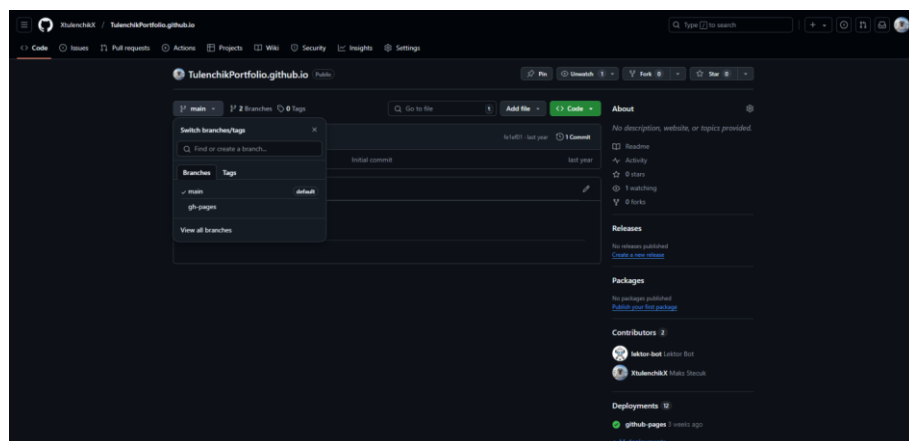 XtulenchikX / TulenchikPortfolio.github.io
Type / to search
Code Issues Pull requests Actions Projects Wiki Security Insights Settings
TulenchikPortfolio.github.io Public
Pin Unwatch 1 Fork 0 Star 0
main 2 Branches 0 Tags
Go to file t
Add file Code
Switch branches/tags
Find or create a branch...
Branches Tags
main default
gh-pages
View all branches
last year 1 Commit
Initial commit last year
About
No description, website, or topics provided.
Readme
Activity
0 stars
1 watching
0 forks
Releases
No releases published
Create a new release
Packages
No packages published
Publish your first package
Contributors 2
lektor-bot Lektor Bot
XtulenchikX Maks Stecuk
Deployments 12
github-pages 3 weeks ago